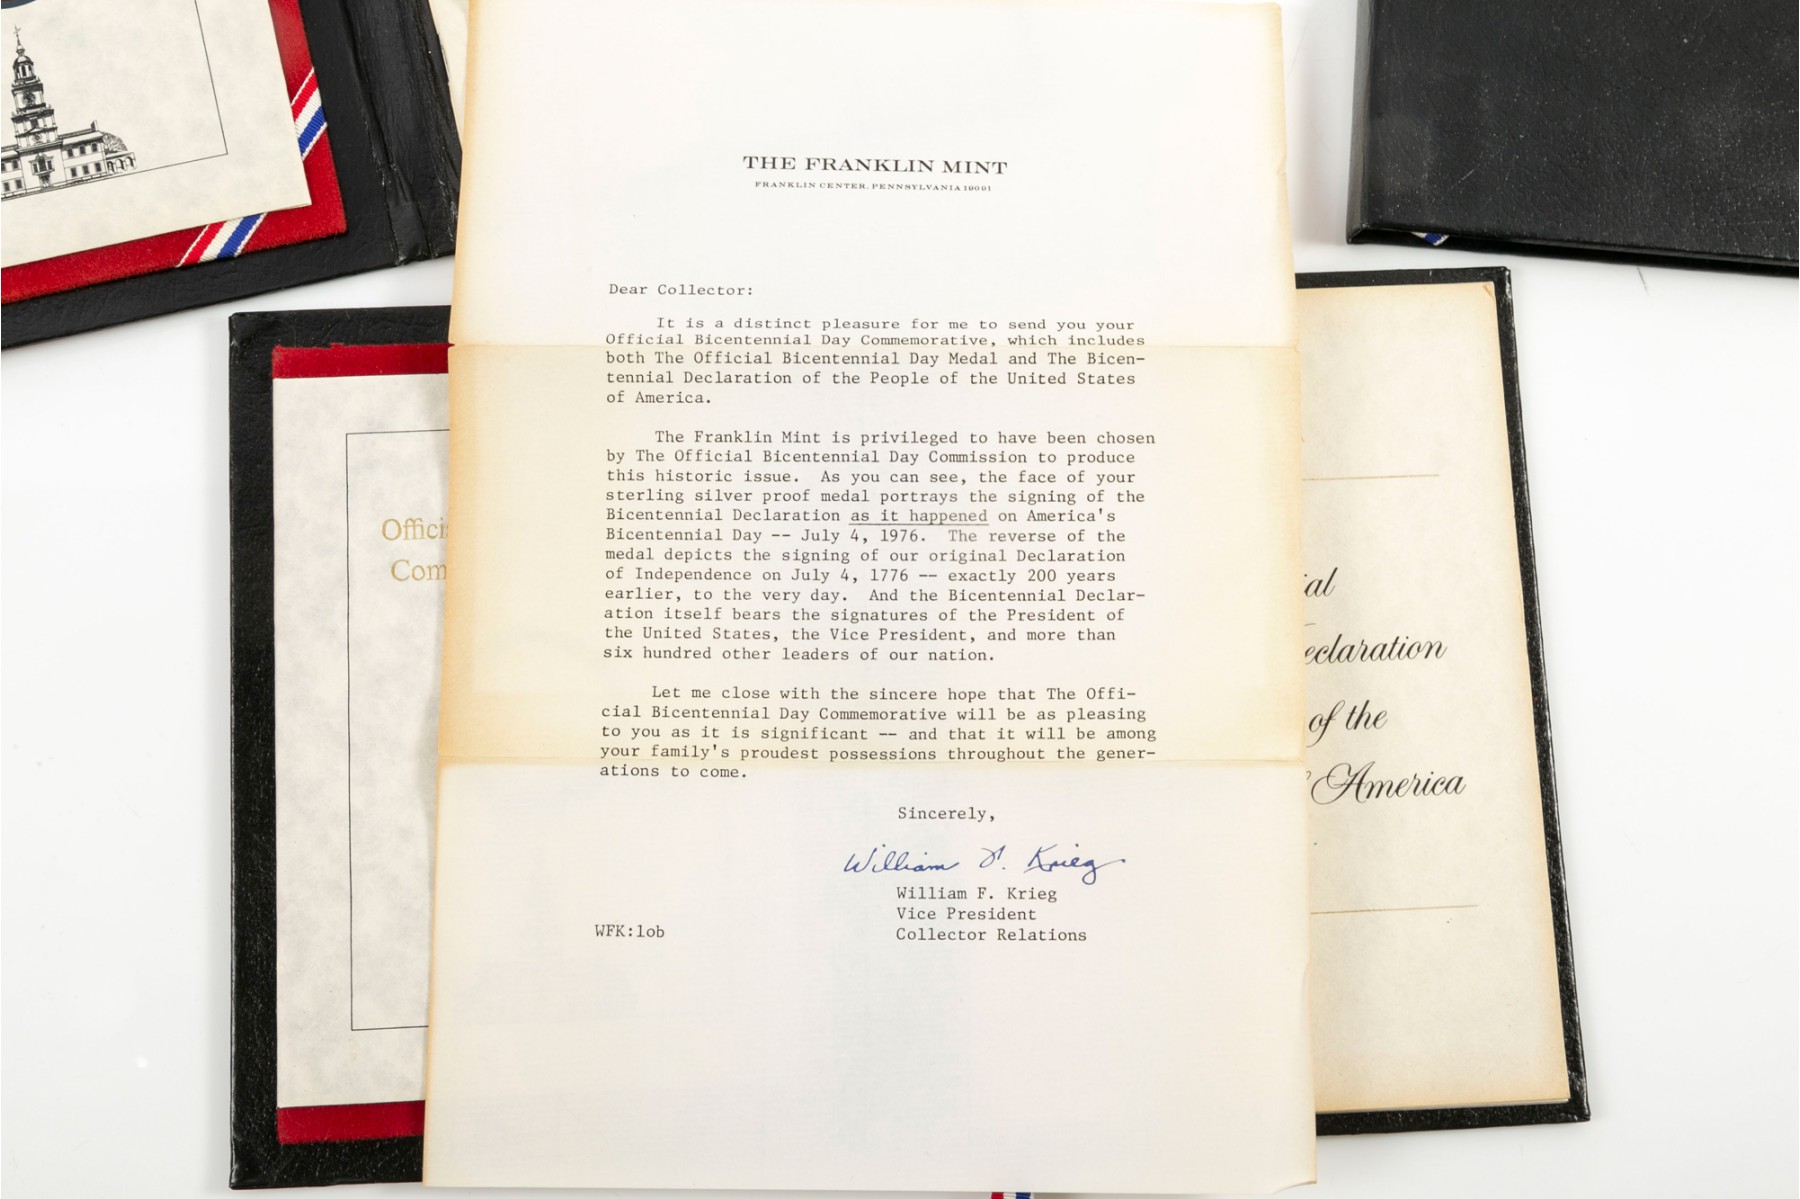 THE FRANKLIN MINT
FRANKLIN CENTER, PENNSYLVANIA 19091
Dear Collector:
It is a distinct pleasure for me to send you your
Official Bicentennial Day Commemorative, which includes
both The Official Bicentennial Day Medal and The Bicen-
tennial Declaration of the People of the United States
of America.
The Franklin Mint is privileged to have been chosen
by The Official Bicentennial Day Commission to produce
this historic issue. As you can see, the face of your
sterling silver proof medal portrays the signing of the
Bicentennial Declaration as it happened on America's
Bicentennial Day -- July 4, 1976. The reverse of the
medal depicts the signing of our original Declaration
of Independence on July 4, 1776 -- exactly 200 years
earlier, to the very day. And the Bicentennial Declar-
ation itself bears the signatures of the President of
the United States, the Vice President, and more than
six hundred other leaders of our nation.
Let me close with the sincere hope that The Offi-
cial Bicentennial Day Commemorative will be as pleasing
to you as it is significant -- and that it will be among
your family's proudest possessions throughout the gener-
ations to come.
Sincerely,
William F. Krieg
William F. Krieg
Vice President
Collector Relations
WFK:lob
Offici
Com
ial
eclaration
of the
America